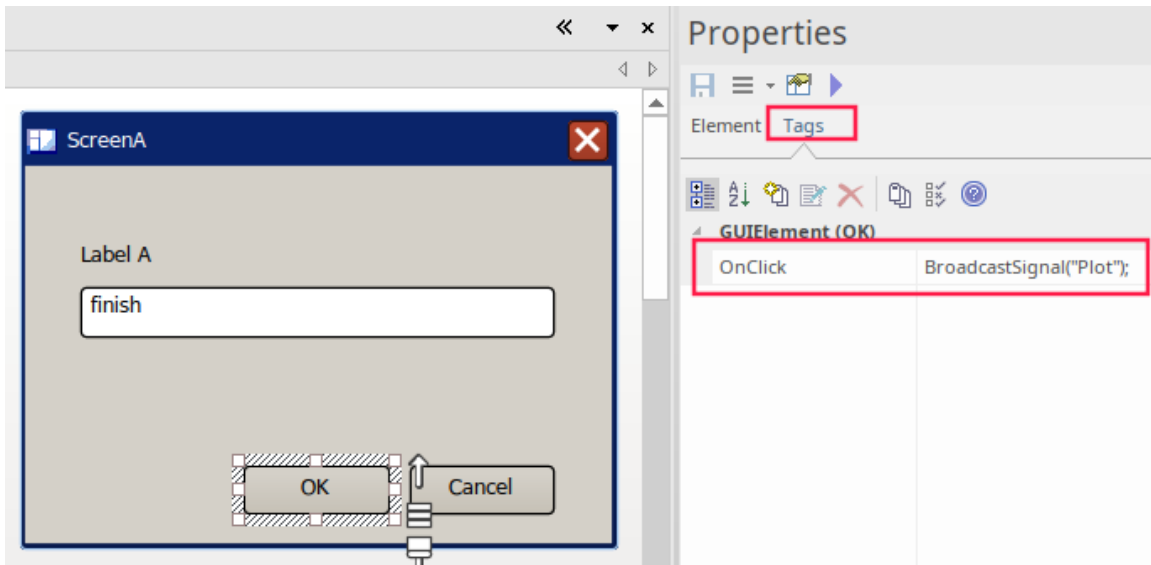 Properties
Element Tags
ScreenA
GUIElement (OK)
OnClick BroadcastSignal("Plot");
Label A
finish
OK Cancel